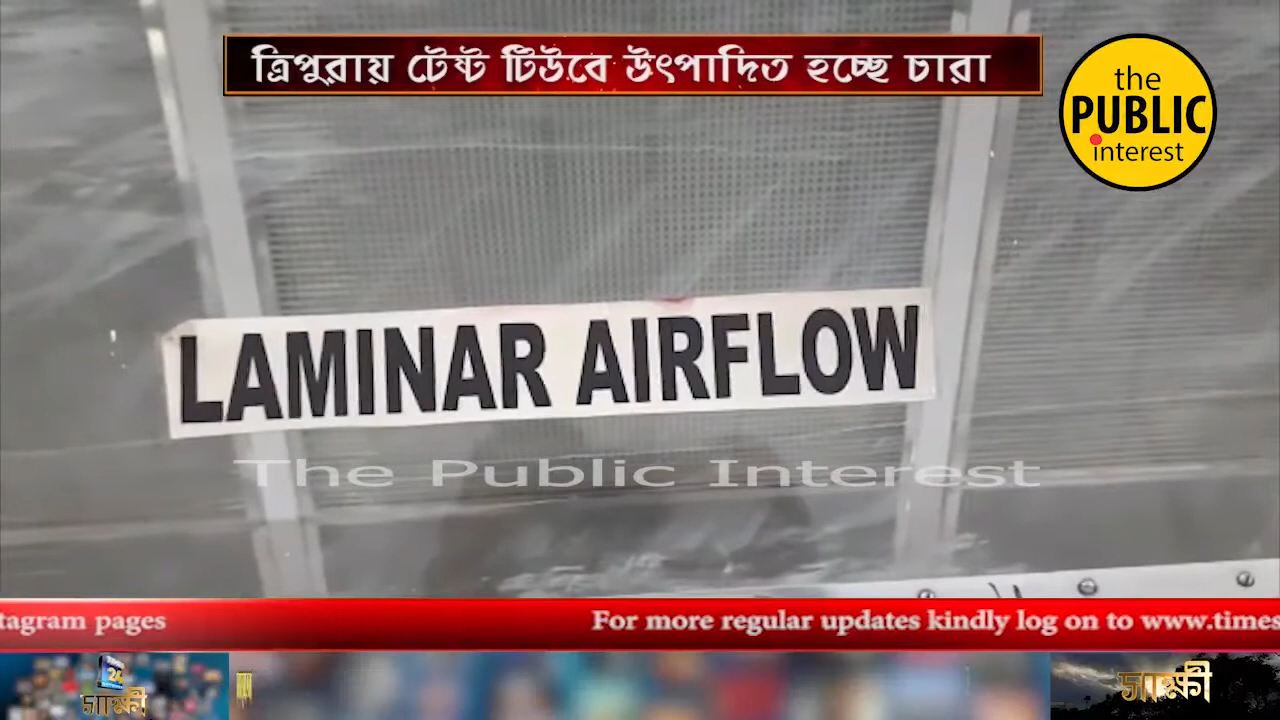 ত্রিপুরায় টেষ্ট টিউবে উৎপাদিত হচ্ছে চারা
the
PUBLIC
interest
LAMINAR AIRFLOW
The Public Interest
tagram pages For more regular updates kindly log on to www.times
24
সাক্ষী
সাক্ষী